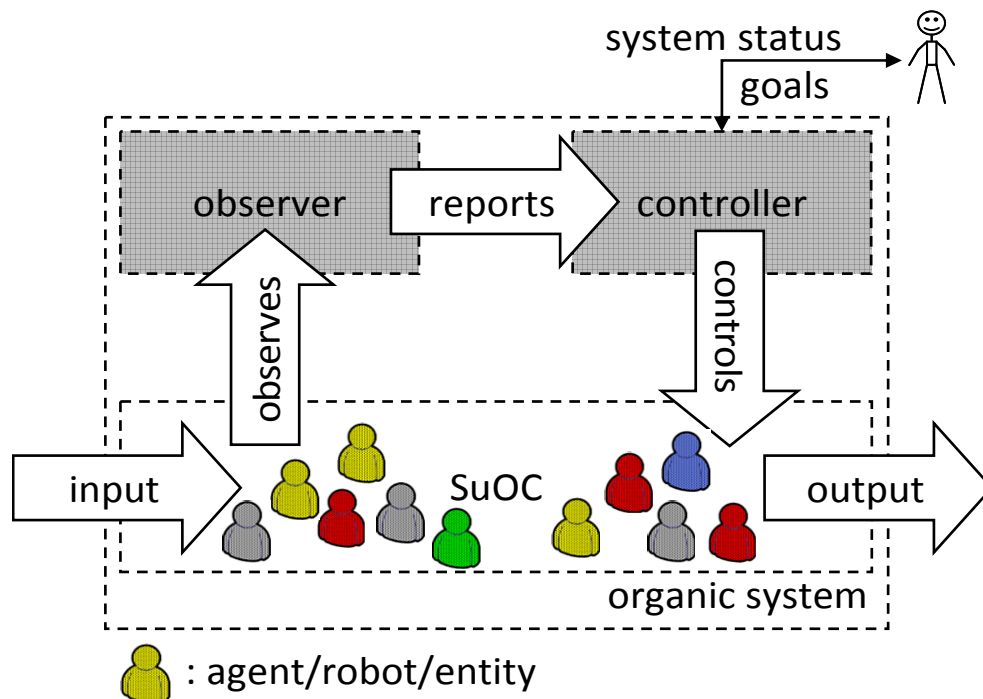 system status
goals
observer
reports
controller
observes
controls
input
SuOC
output
organic system
: agent/robot/entity